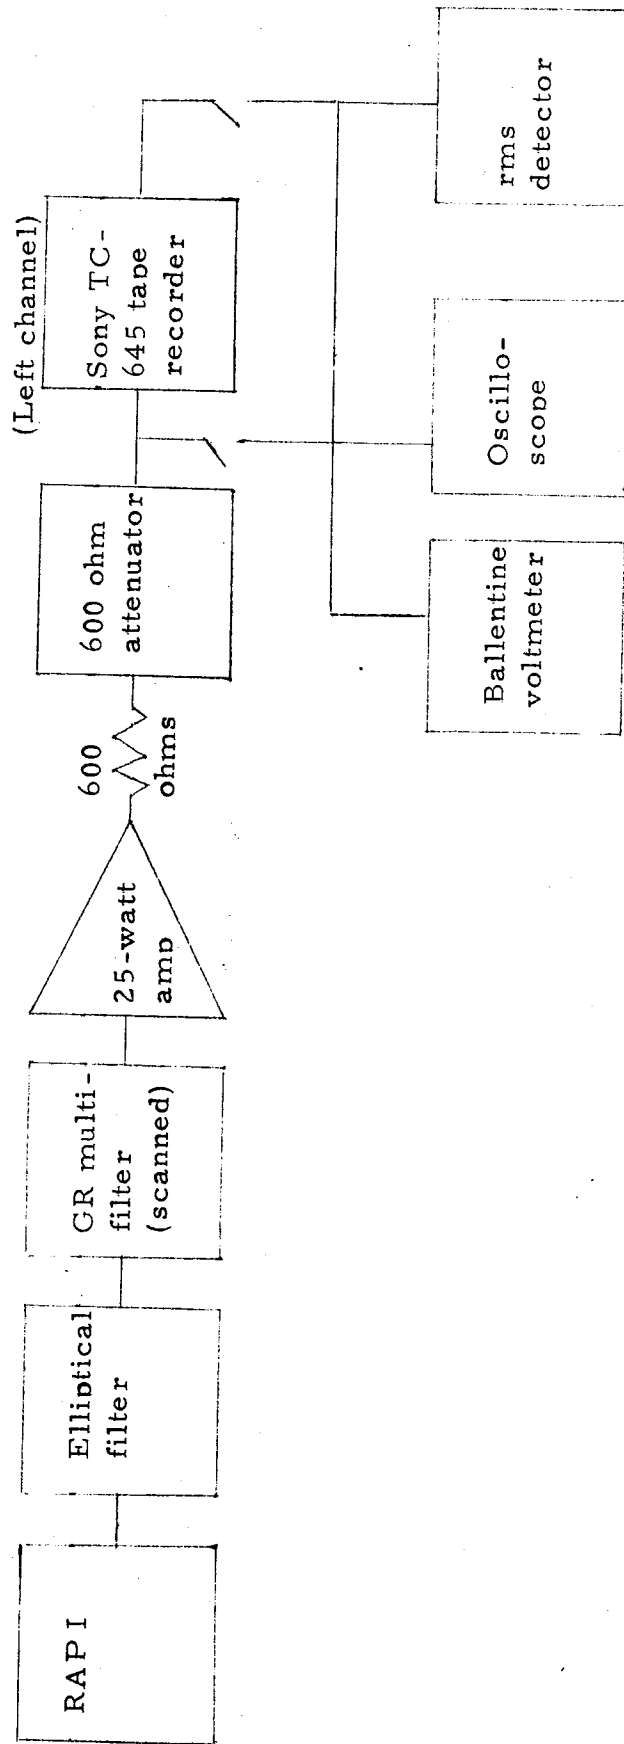 RAPI
Elliptical
filter
GR multi-
filter
(scanned)
25-watt
amp
600
ohms
600 ohm
attenuator
(Left channel)
Sony TC-
645 tape
recorder
Ballentine
voltmeter
Oscillo-
scope
rms
detector